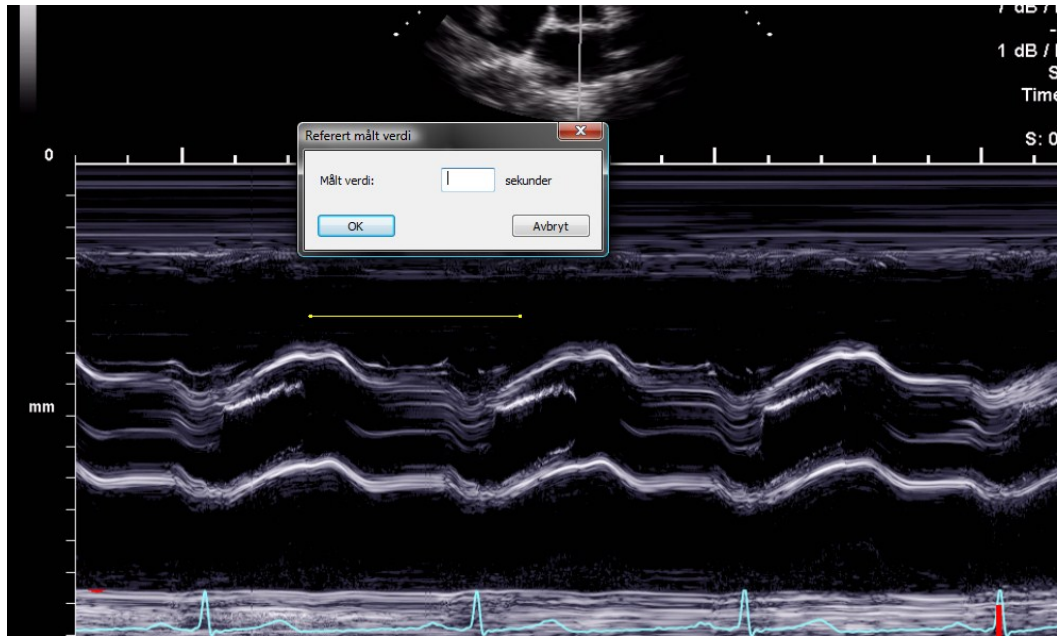 1 dB /
Time
S: 0
Referert målt verdi
0
Målt verdi:
sekunder
OK
Avbryt
mm